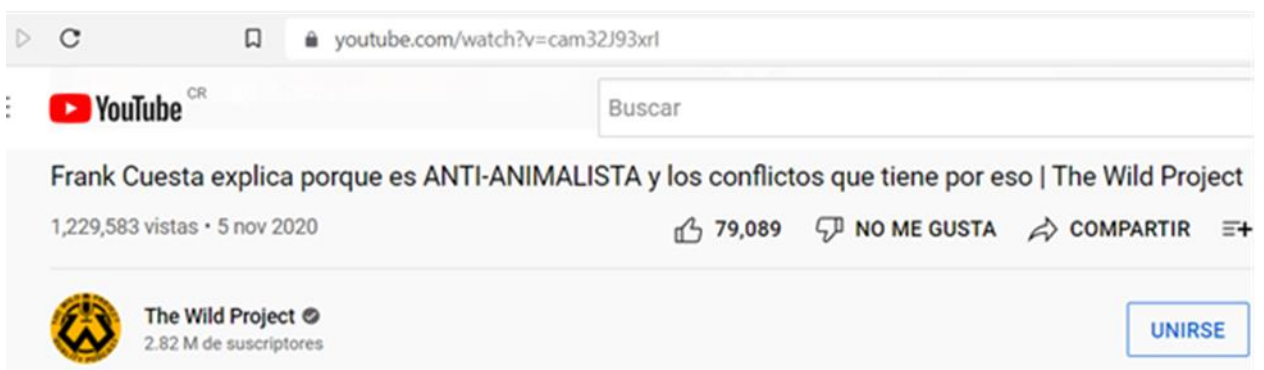 youtube.com/watch?v=cam32J93xrI
YouTube CR
Buscar
Frank Cuesta explica porque es ANTI-ANIMALISTA y los conflictos que tiene por eso | The Wild Project
1,229,583 vistas • 5 nov 2020 79,089 NO ME GUSTA COMPARTIR
The Wild Project
2.82 M de suscriptores
UNIRSE